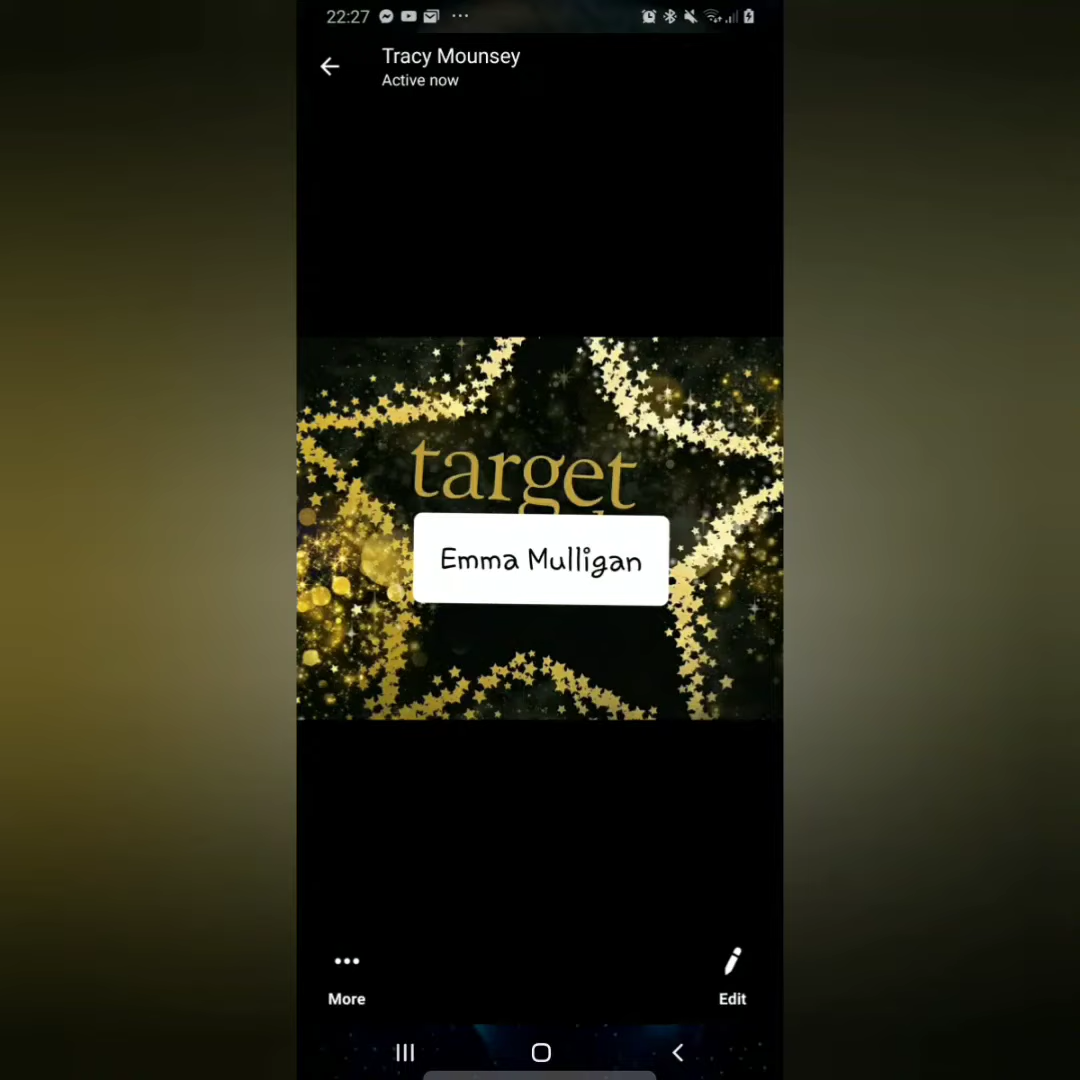 22:27
Tracy Mounsey
Active now
target
Emma Mulligan
More
Edit